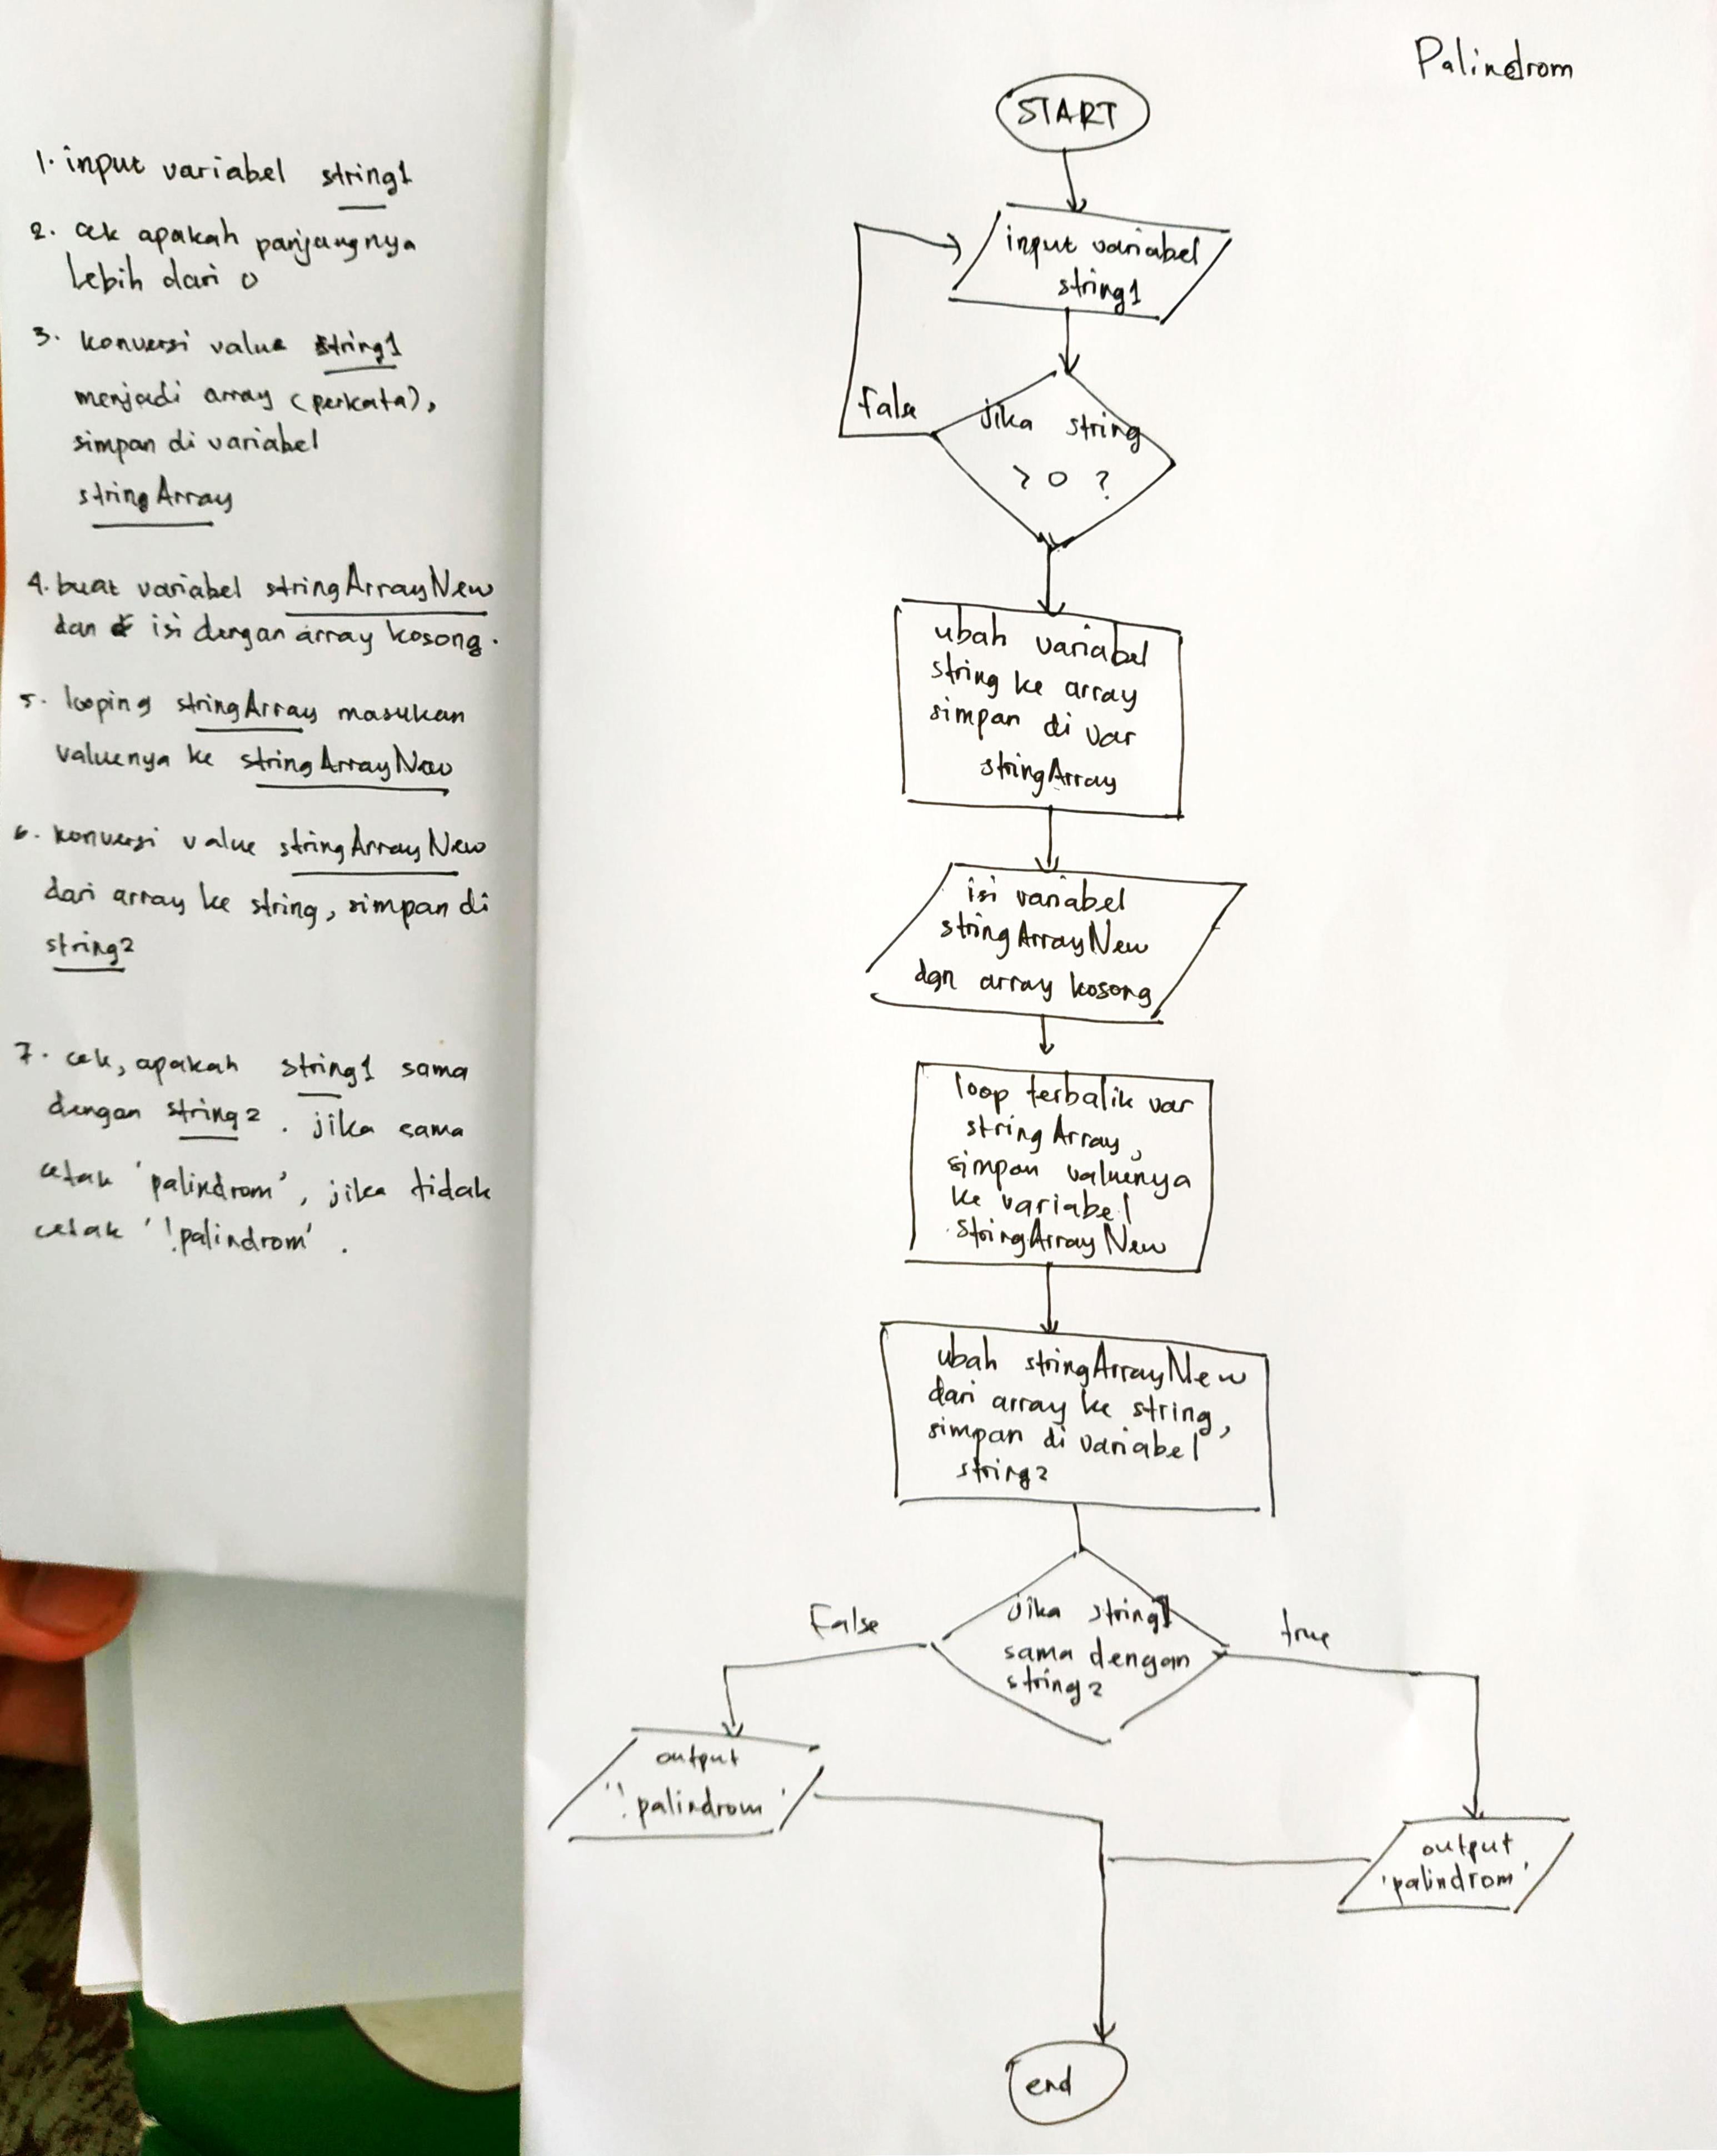 1. input variabel string1
2. cek apakah panjangnya
lebih dari 0
3. konversi value string1
menjadi array (perkata),
simpan di variabel
stringArray
4. buat variabel stringArrayNew
dan isi dengan array kosong.
5. looping stringArray masukan
valuenya ke stringArrayNew
6. konversi value stringArrayNew
dari array ke string, simpan di
string2
7. cek, apakah string1 sama
dengan string2. jika sama
cetak 'palindrom', jika tidak
cetak '!palindrom'.
Palindrom
START
input variabel
string1
False
jika string
> 0 ?
ubah variabel
string ke array
simpan di var
stringArray
isi variabel
stringArrayNew
dgn array kosong
loop terbalik var
stringArray,
simpan valuenya
ke variabel
stringArrayNew
ubah stringArrayNew
dari array ke string,
simpan di variabel
string2
False
jika string1
sama dengan
string2
true
output
'!palindrom'
output
'palindrom'
end